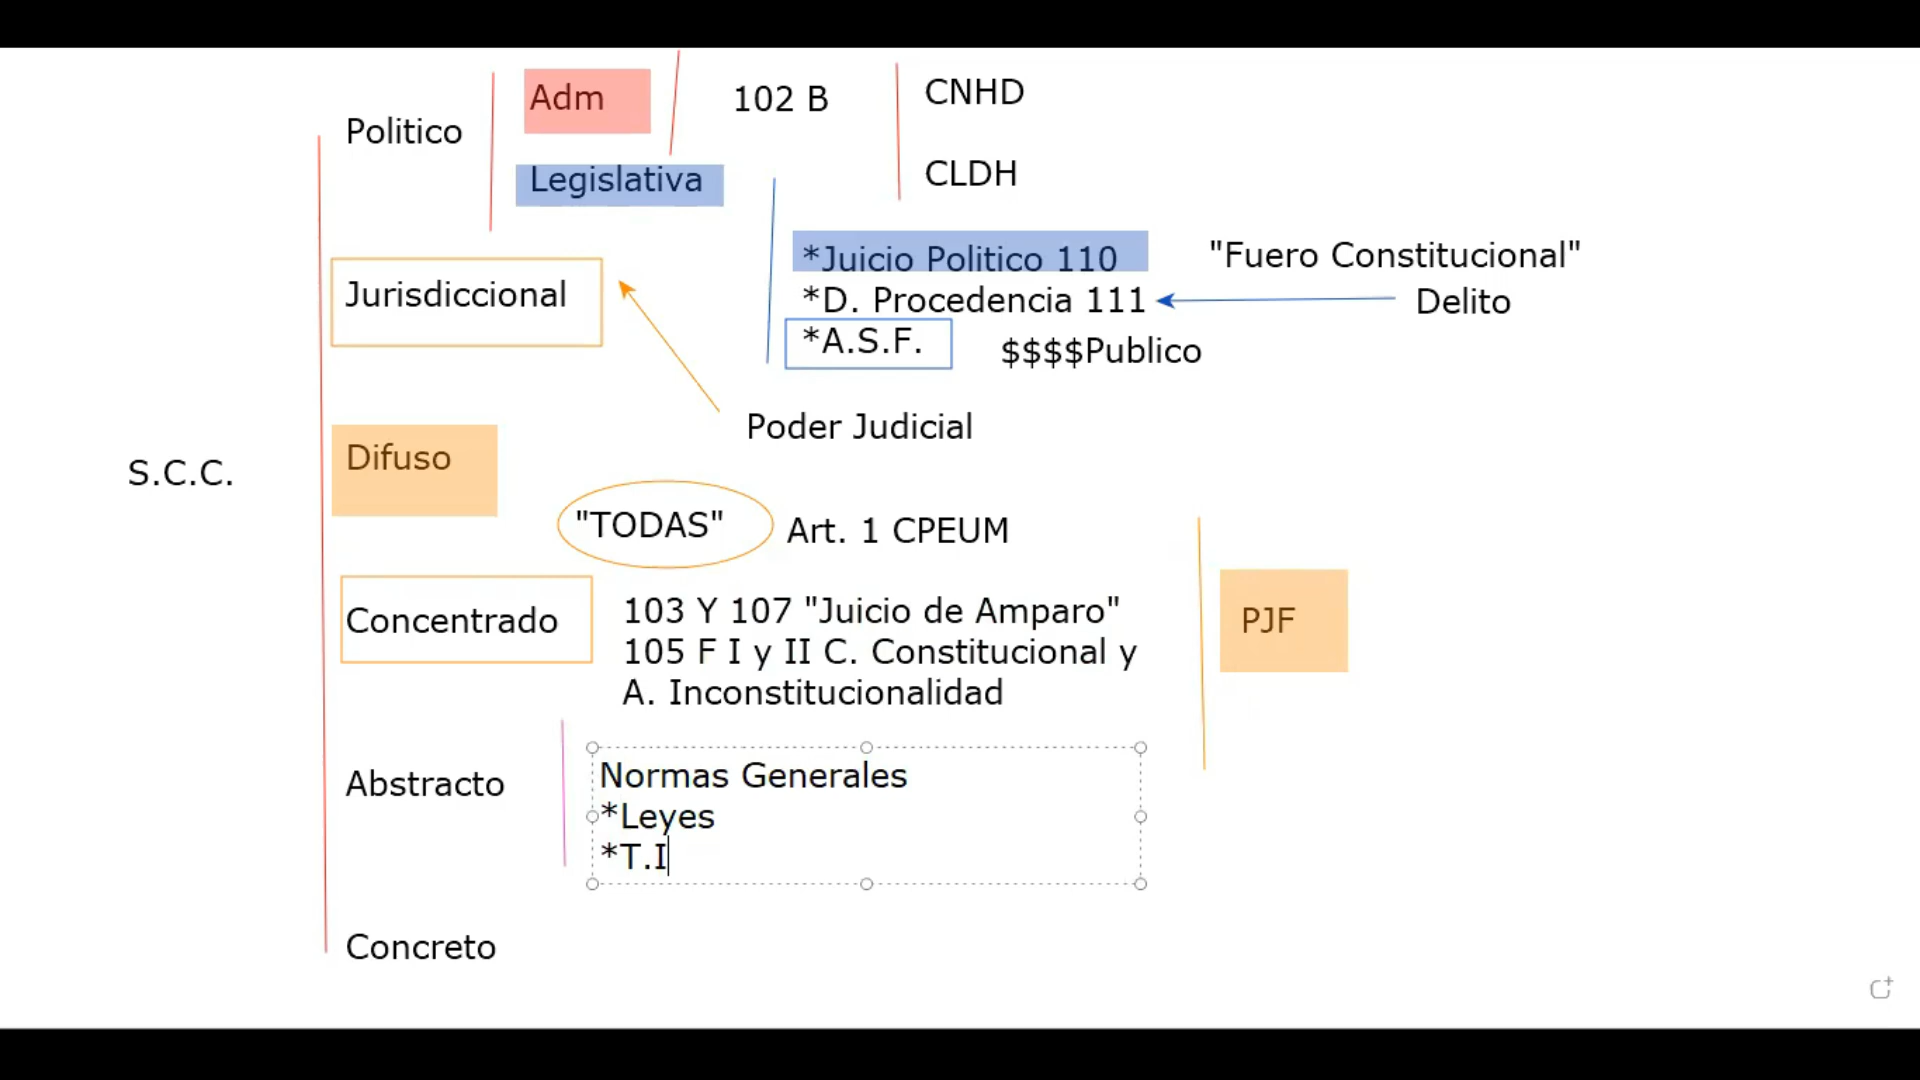 Politico
Adm
102 B
CNHD
CLDH
Legislativa
Jurisdiccional
*Juicio Politico 110
"Fuero Constitucional"
*D. Procedencia 111
Delito
*A.S.F.
$$$$Publico
Poder Judicial
S.C.C.
Difuso
"TODAS"
Art. 1 CPEUM
Concentrado
103 Y 107 "Juicio de Amparo"
105 F I y II C. Constitucional y
A. Inconstitucionalidad
PJF
Abstracto
Normas Generales
*Leyes
*T.I
Concreto